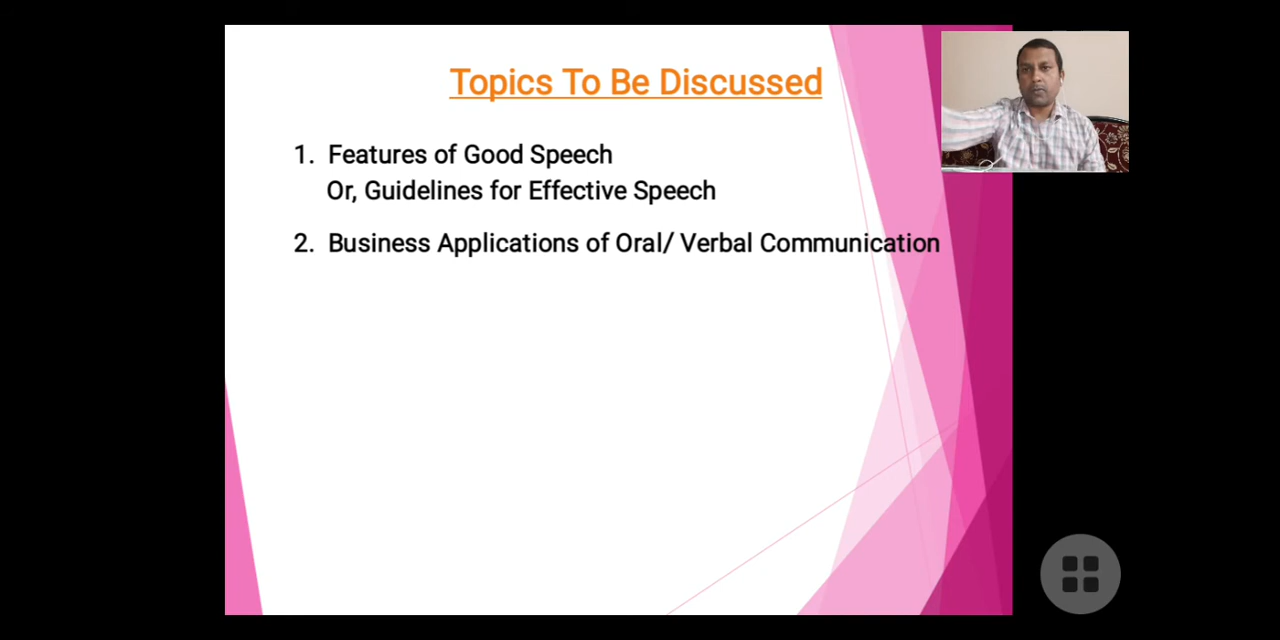 Topics To Be Discussed
1. Features of Good Speech
Or, Guidelines for Effective Speech
2. Business Applications of Oral/ Verbal Communication